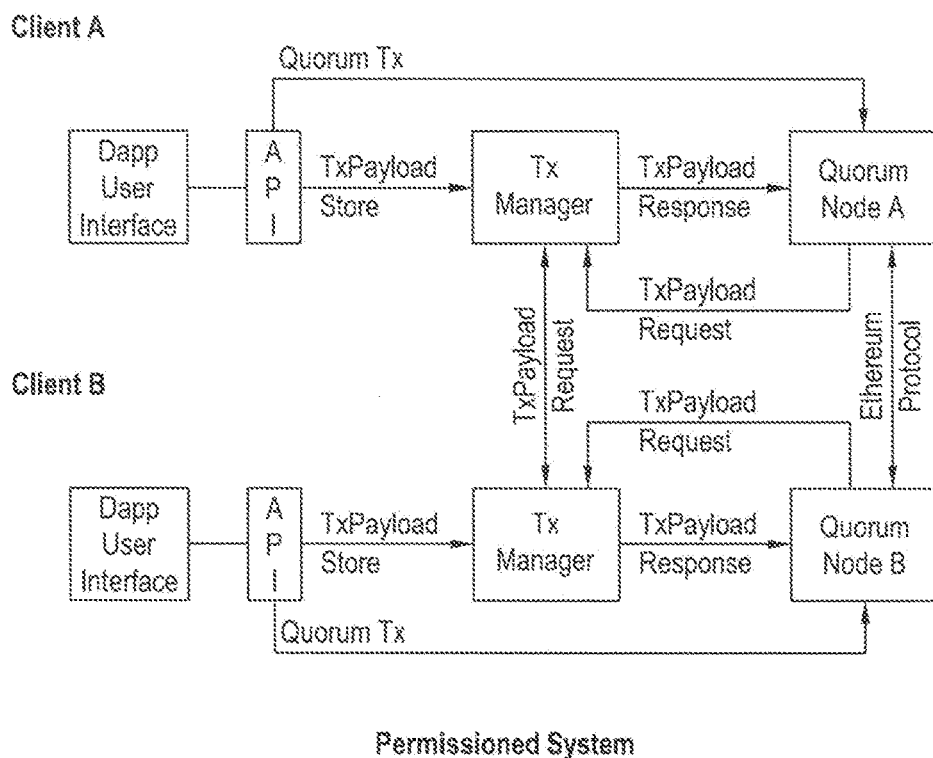 Client A
Quorum Tx
Dapp
User
Interface
A
P
I
TxPayload
Store
Tx
Manager
TxPayload
Response
Quorum
Node A
TxPayload
Request
TxPayload
Request
Ethereum
Protocol
Client B
TxPayload
Request
Dapp
User
Interface
A
P
I
TxPayload
Store
Tx
Manager
TxPayload
Response
Quorum
Node B
Quorum Tx
Permissioned System